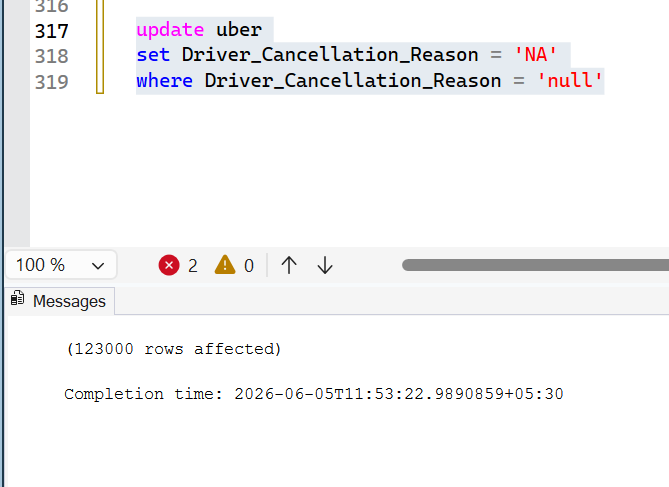 316
317 update uber
318 set Driver_Cancellation_Reason = 'NA'
319 where Driver_Cancellation_Reason = 'null'
100 % 2 0
Messages
(123000 rows affected)
Completion time: 2026-06-05T11:53:22.9890859+05:30